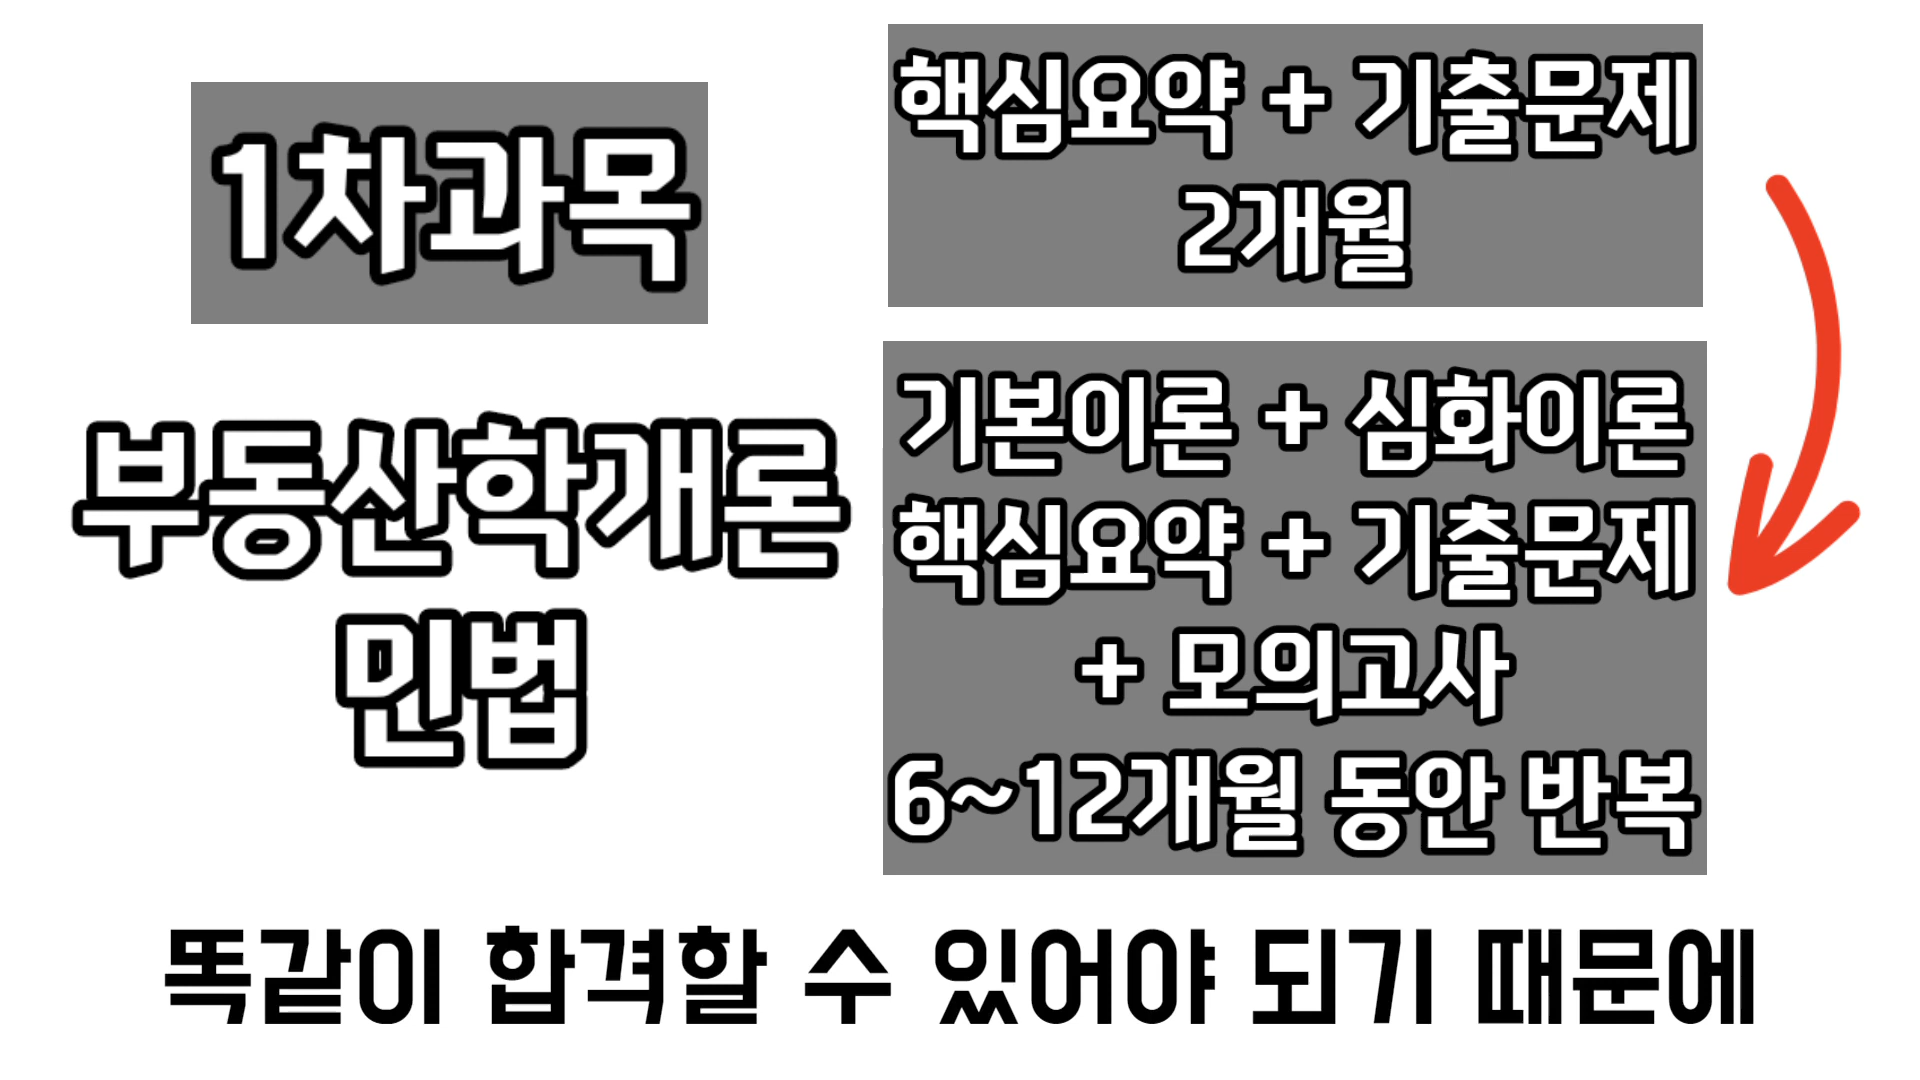 1차과목
부동산학개론
민법
핵심요약 + 기출문제
2개월
기본이론 + 심화이론
핵심요약 + 기출문제
+ 모의고사
6~12개월 동안 반복
똑같이 합격할 수 있어야 되기 때문에